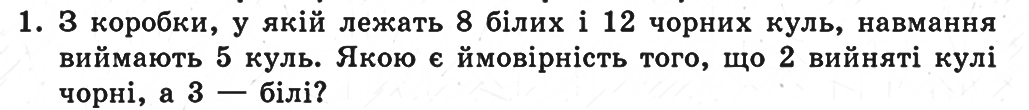 1. З коробки, у якій лежать 8 білих і 12 чорних куль, навмання
виймають 5 куль. Якою є ймовірність того, що 2 вийняті кулі
чорні, а 3 — білі?